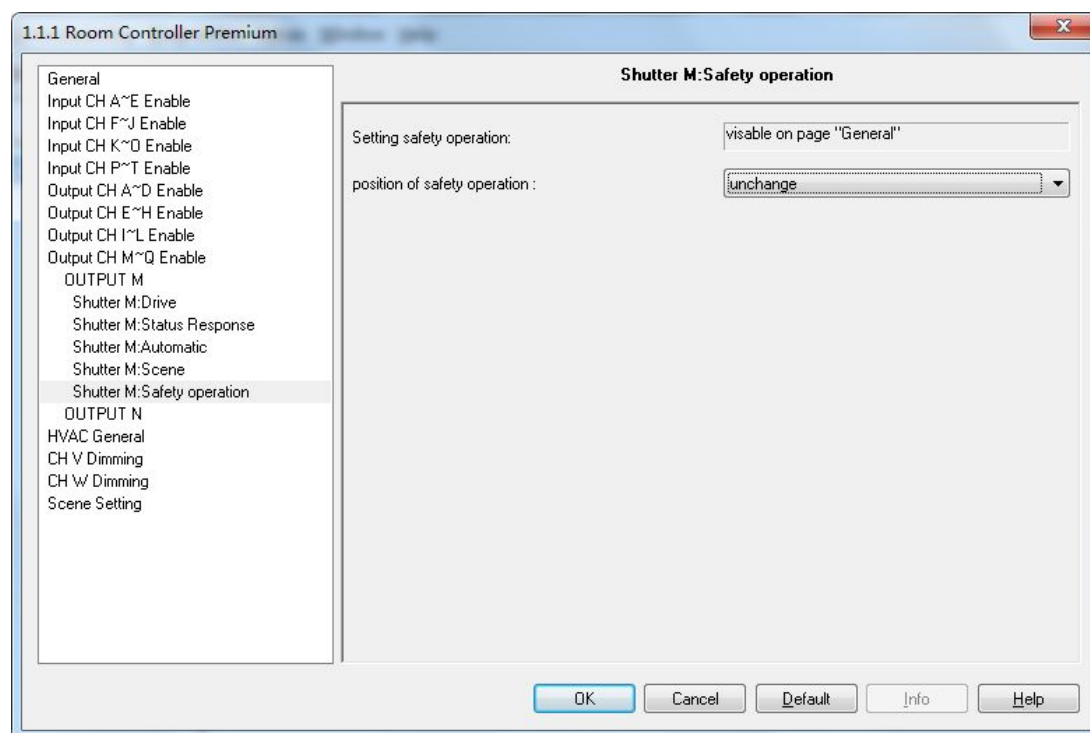 1.1.1 Room Controller Premium
General
Input CH A~E Enable
Input CH F~J Enable
Input CH K~O Enable
Input CH P~T Enable
Output CH A~D Enable
Output CH E~H Enable
Output CH I~L Enable
Output CH M~Q Enable
OUTPUT M
Shutter M:Drive
Shutter M:Status Response
Shutter M:Automatic
Shutter M:Scene
Shutter M:Safety operation
OUTPUT N
HVAC General
CH V Dimming
CH W Dimming
Scene Setting
Shutter M:Safety operation
Setting safety operation: visable on page "General"
position of safety operation : unchange
OK Cancel Default Info Help